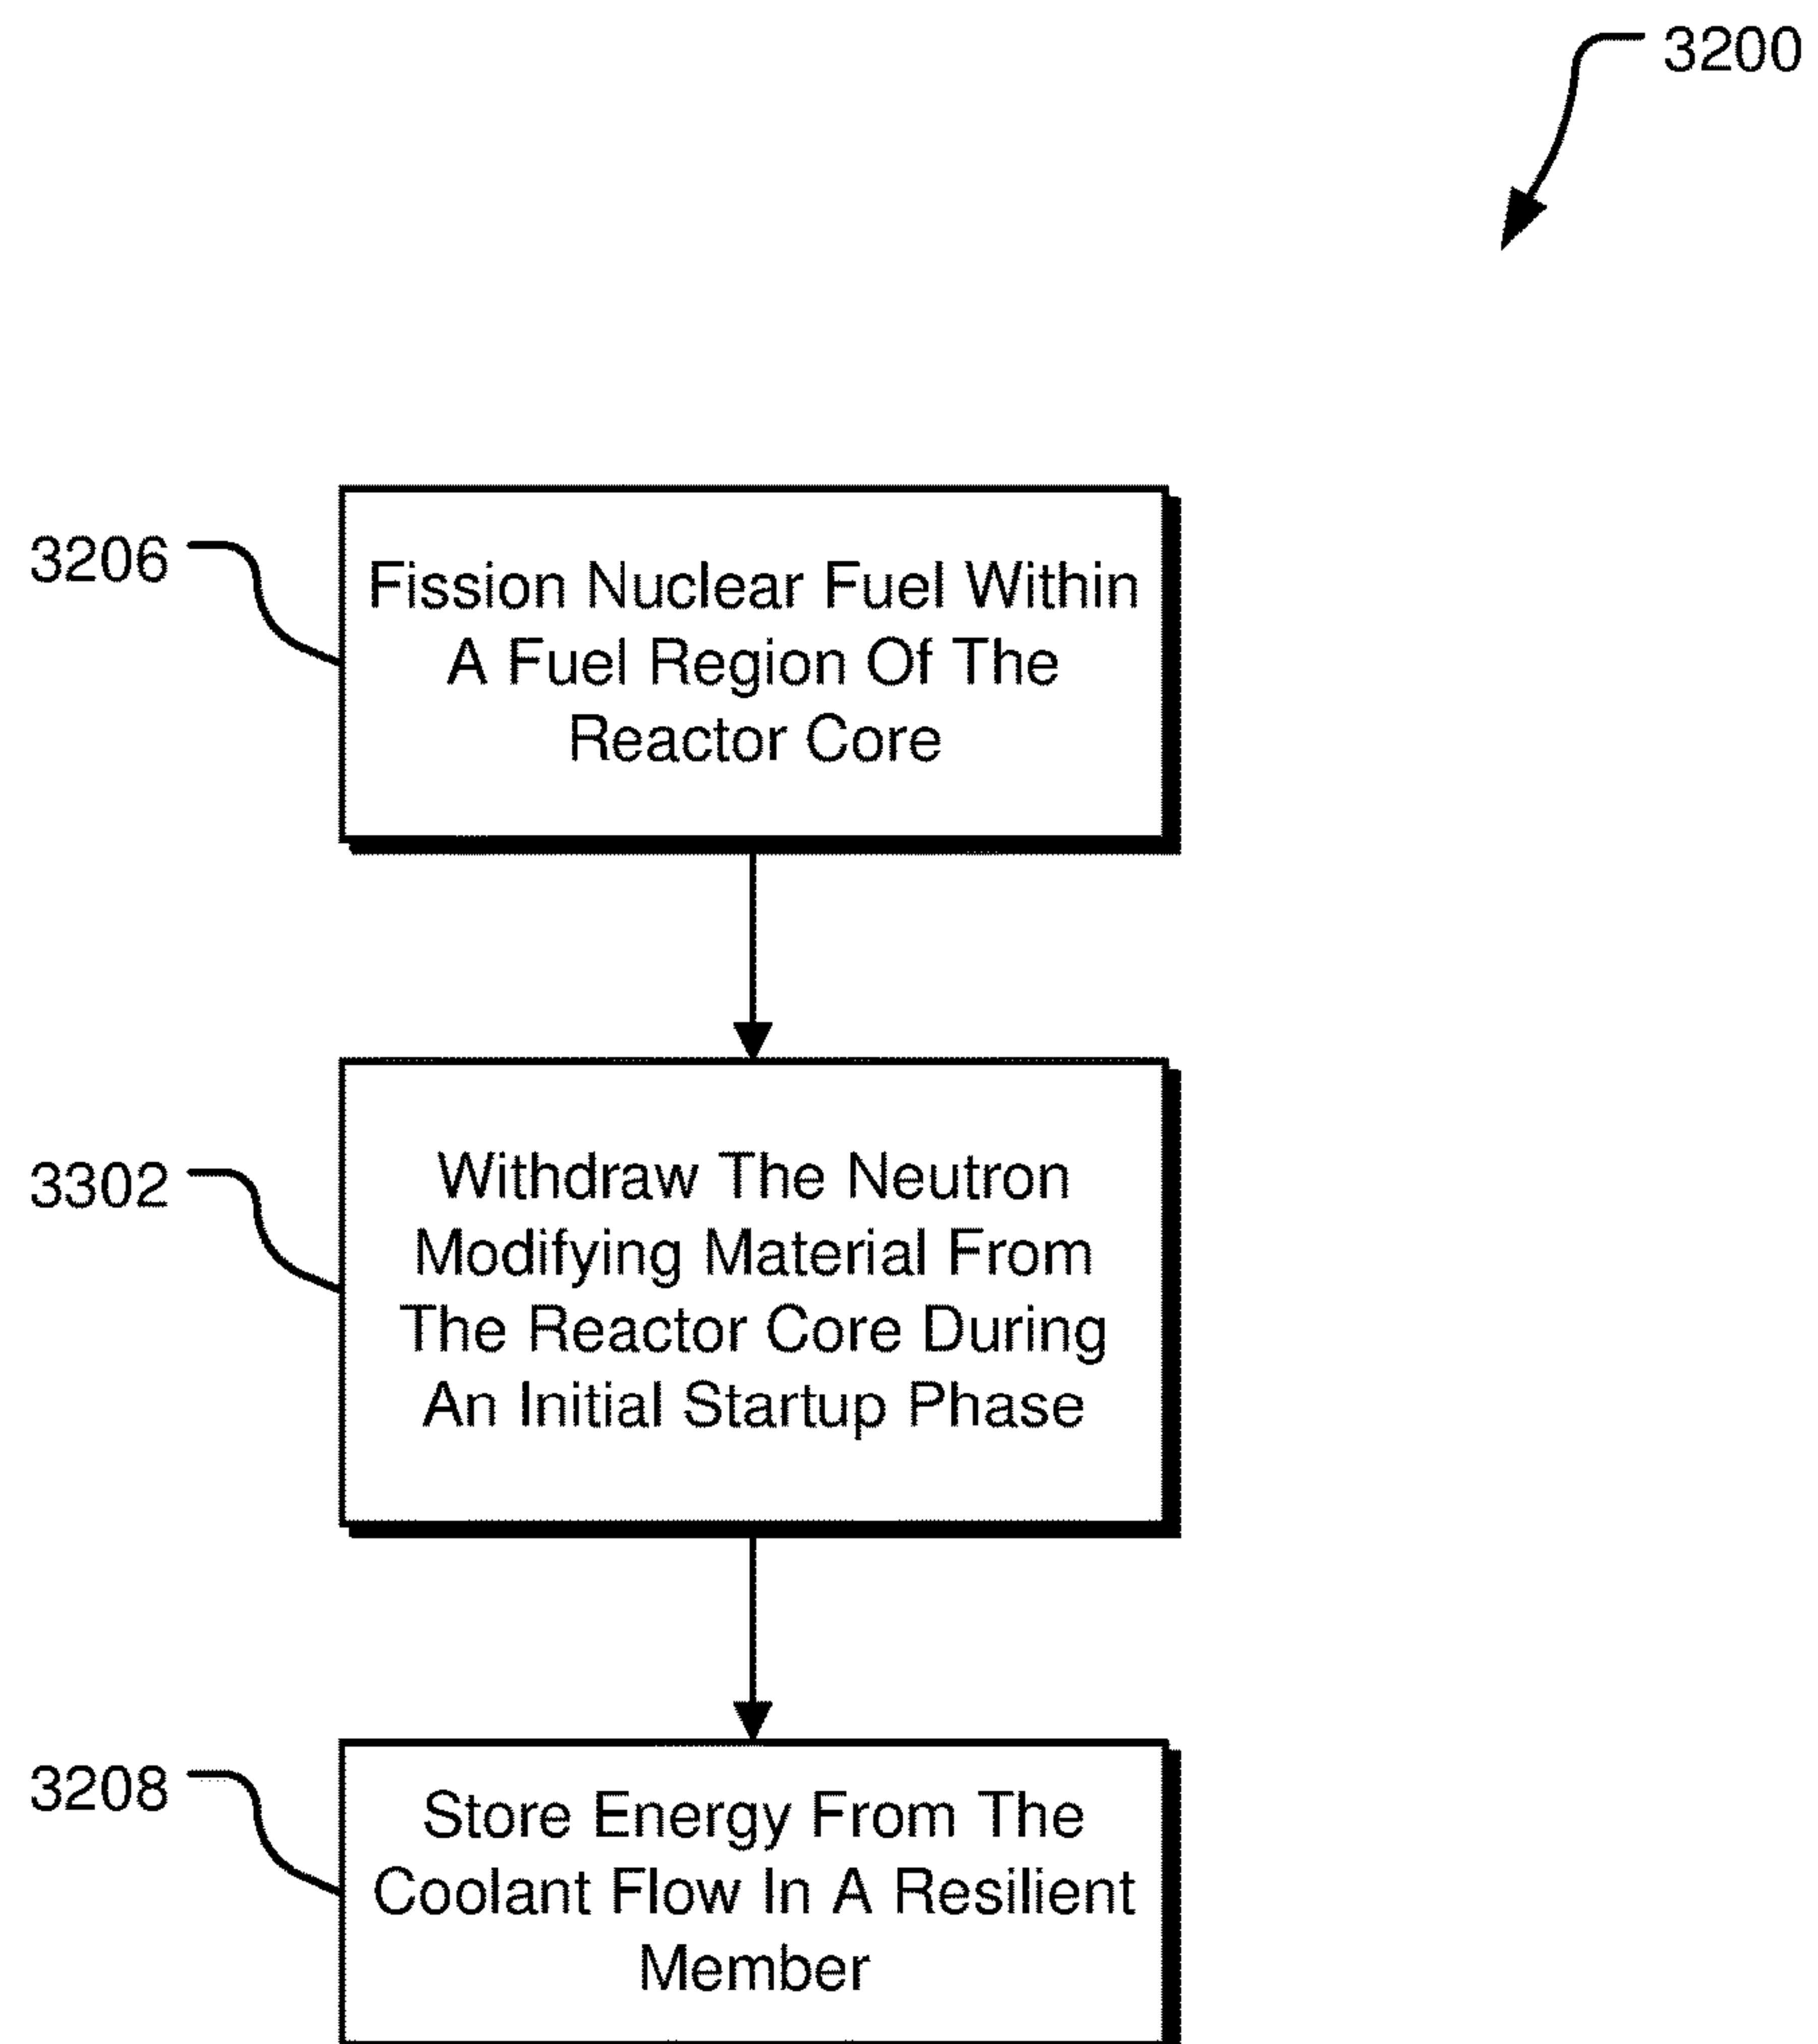 3200
3206
Fission Nuclear Fuel Within
A Fuel Region Of The
Reactor Core
3302
Withdraw The Neutron
Modifying Material From
The Reactor Core During
An Initial Startup Phase
3208
Store Energy From The
Coolant Flow In A Resilient
Member